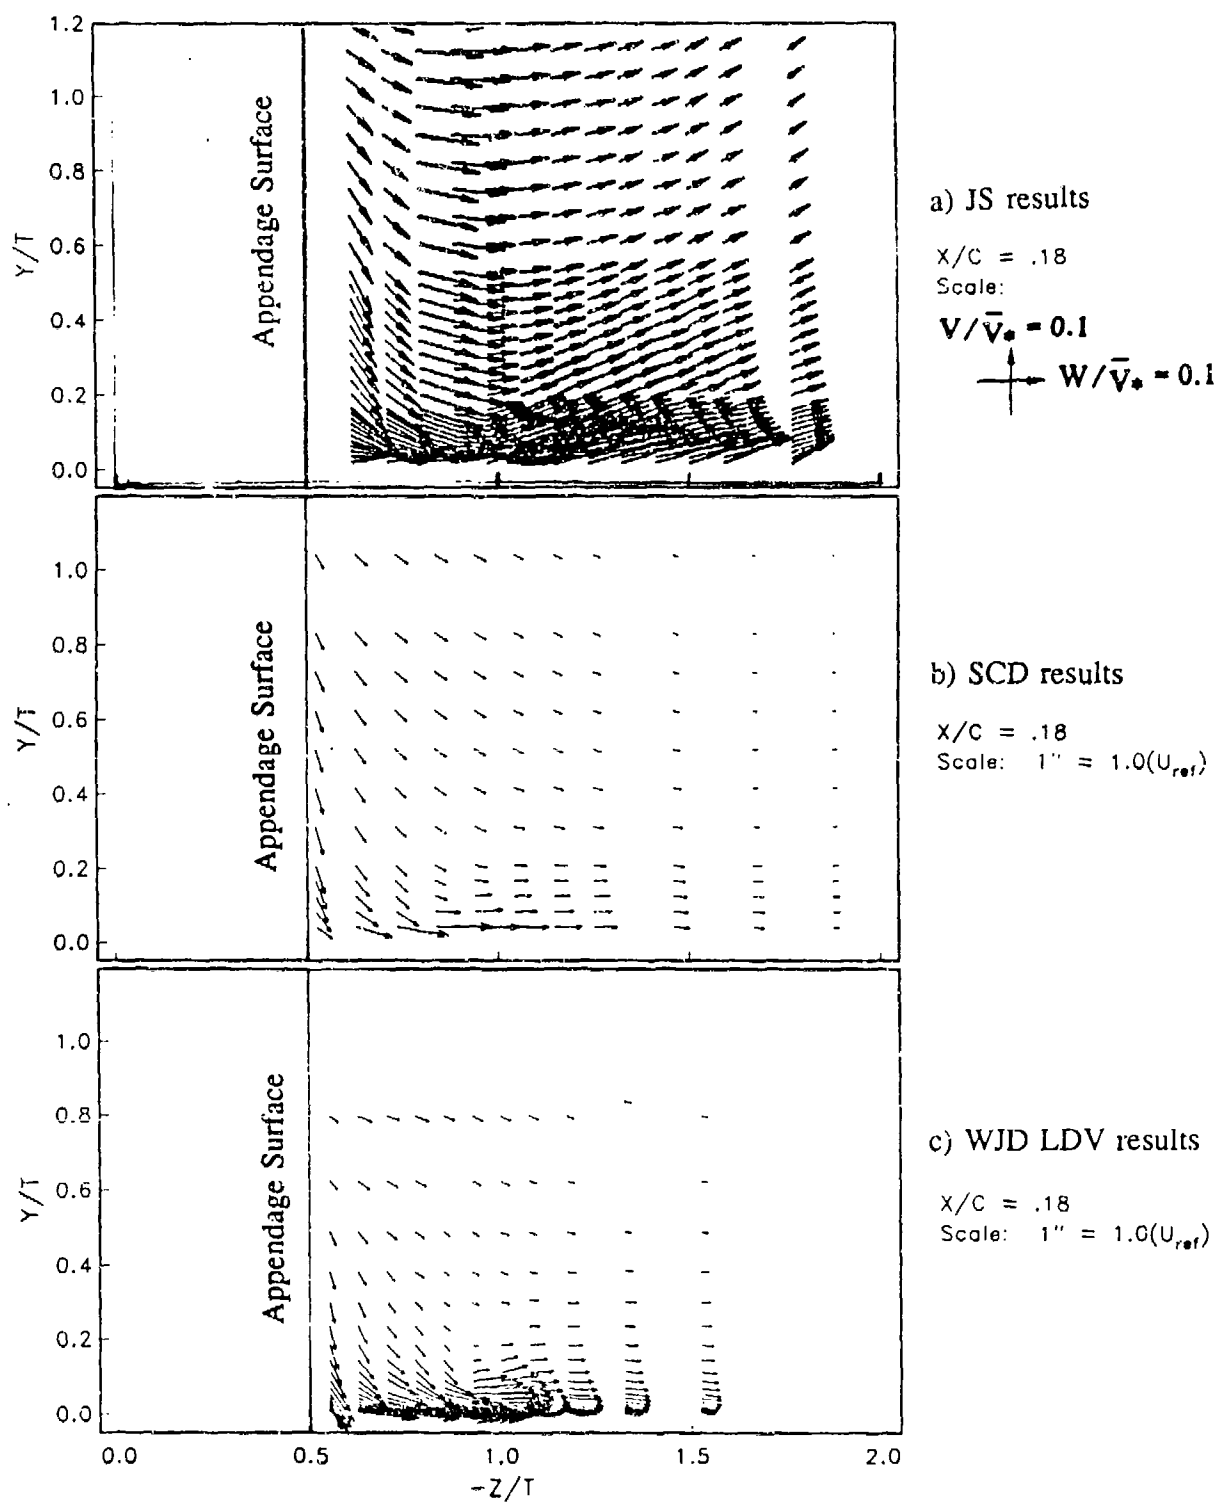 1.2
1.0
0.8
0.6
0.4
0.2
0.0
Y/T
Appendage Surface
a) JS results
X/C = .18
Scale:
V/V̅* = 0.1
W/V̅* = 0.1
1.0
0.8
0.6
0.4
0.2
0.0
Y/T
Appendage Surface
b) SCD results
X/C = .18
Scale: 1" = 1.0(Uref)
1.0
0.8
0.6
0.4
0.2
0.0
Y/T
Appendage Surface
c) WJD LDV results
X/C = .18
Scale: 1" = 1.0(Uref)
0.0 0.5 1.0 1.5 2.0
-Z/T